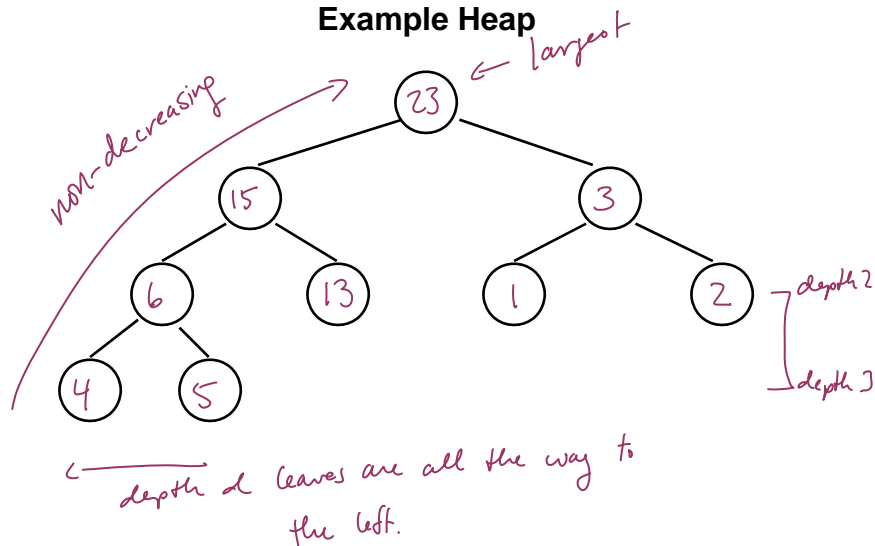 Example Heap
← largest
non-decreasing
23
15
3
6
13
1
2
depth 2
4
5
depth 3
depth d leaves are all the way to
the left.